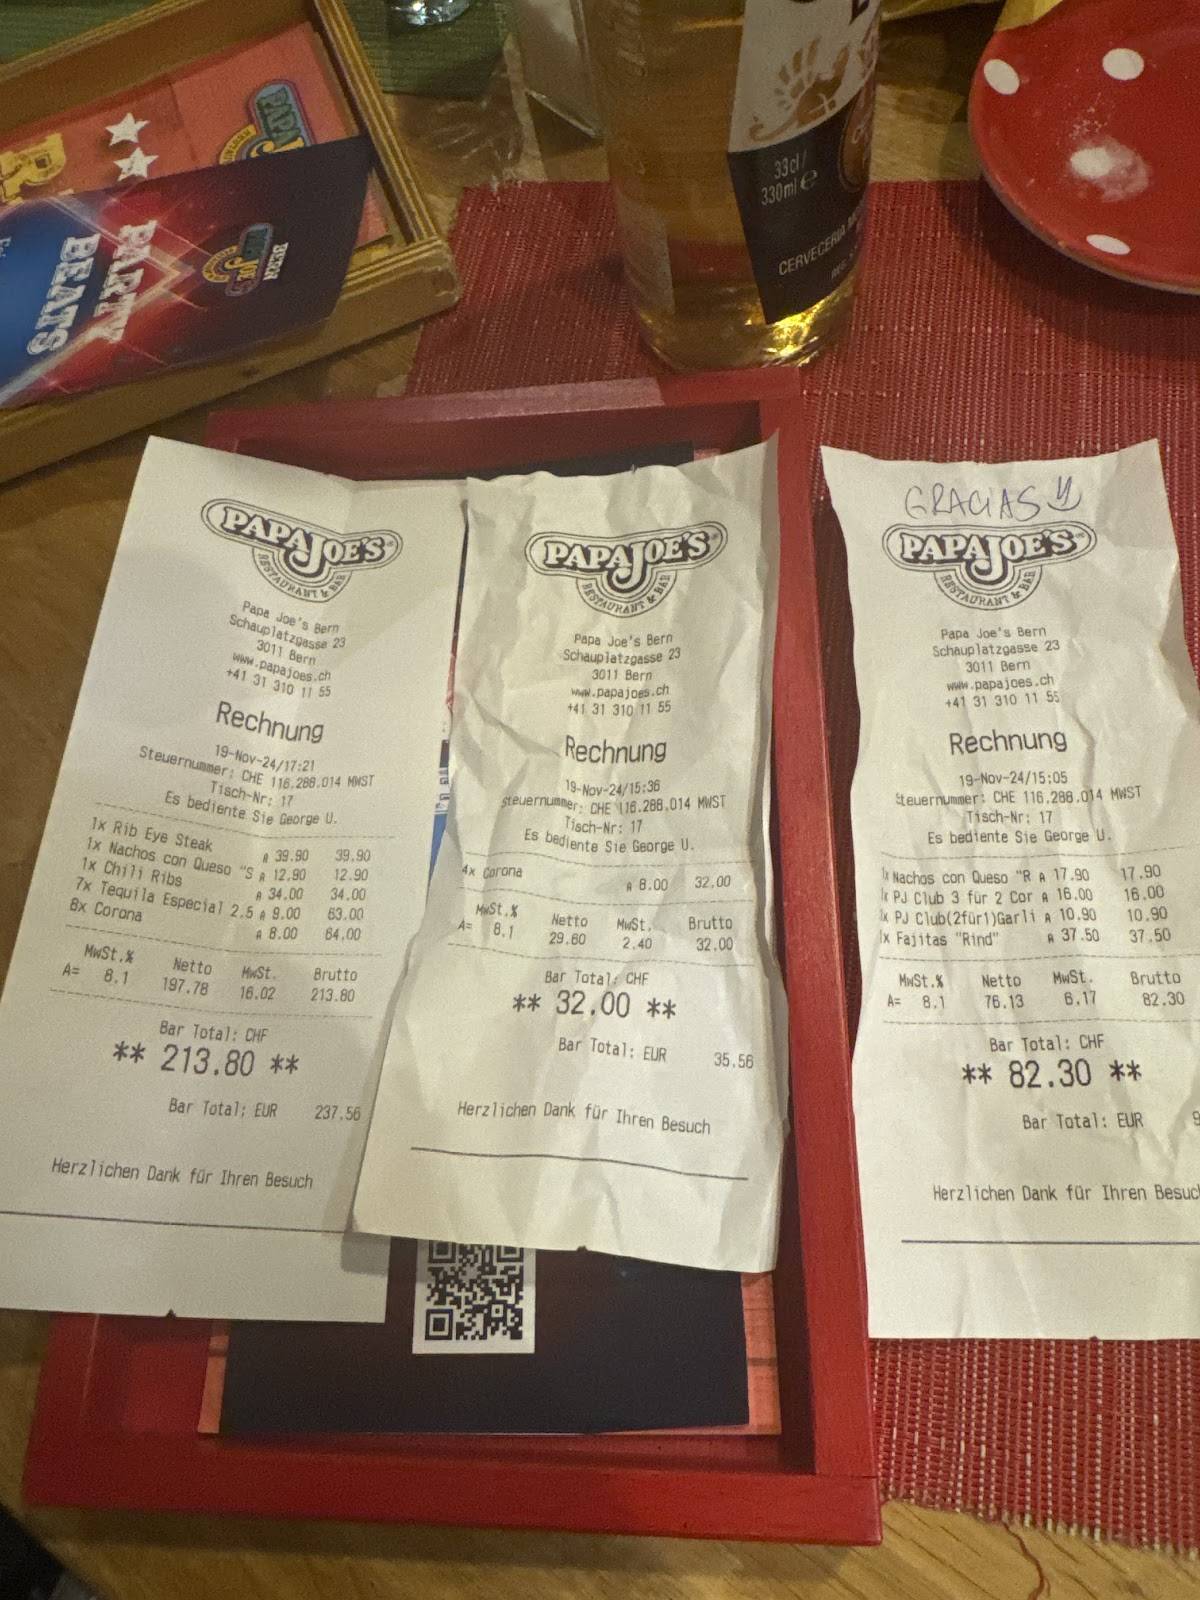 PARTY
BEATS
BERN
PAPA JOE'S
33cl/
330ml e
PAPA JOE'S
RESTAURANT & BAR
Papa Joe's Bern
Schauplatzgasse 23
3011 Bern
www.papajoes.ch
+41 31 310 11 55
Rechnung
19-Nov-24/17:21
Steuernummer: CHE 116.288.014 MWST
Tisch-Nr: 17
Es bediente Sie George U.
1x Rib Eye Steak A 39.90 39.90
1x Nachos con Queso "S A 12.90 12.90
1x Chili Ribs A 34.00 34.00
7x Tequila Especial 2.5 A 9.00 63.00
8x Corona A 8.00 64.00
MwSt.% Netto MwSt. Brutto
A= 8.1 197.78 16.02 213.80
Bar Total: CHF
** 213.80 **
Bar Total: EUR 237.56
Herzlichen Dank für Ihren Besuch
PAPA JOE'S
RESTAURANT & BAR
Papa Joe's Bern
Schauplatzgasse 23
3011 Bern
www.papajoes.ch
+41 31 310 11 55
Rechnung
19-Nov-24/15:36
Steuernummer: CHE 116.288.014 MWST
Tisch-Nr: 17
Es bediente Sie George U.
4x Corona A 8.00 32.00
MwSt.% Netto MwSt. Brutto
A= 8.1 29.60 2.40 32.00
Bar Total: CHF
** 32.00 **
Bar Total: EUR 35.56
Herzlichen Dank für Ihren Besuch
GRACIAS
PAPA JOE'S
RESTAURANT & BAR
Papa Joe's Bern
Schauplatzgasse 23
3011 Bern
www.papajoes.ch
+41 31 310 11 55
Rechnung
19-Nov-24/15:05
Steuernummer: CHE 116.288.014 MWST
Tisch-Nr: 17
Es bediente Sie George U.
1x Nachos con Queso "R A 17.90 17.90
1x PJ Club 3 für 2 Cor A 16.00 16.00
PJ Club(2für1)Garli A 10.90 10.90
1x Fajitas "Rind" A 37.50 37.50
MwSt.% Netto MwSt. Brutto
A= 8.1 76.13 6.17 82.30
Bar Total: CHF
** 82.30 **
Bar Total: EUR 9
Herzlichen Dank für Ihren Besuc